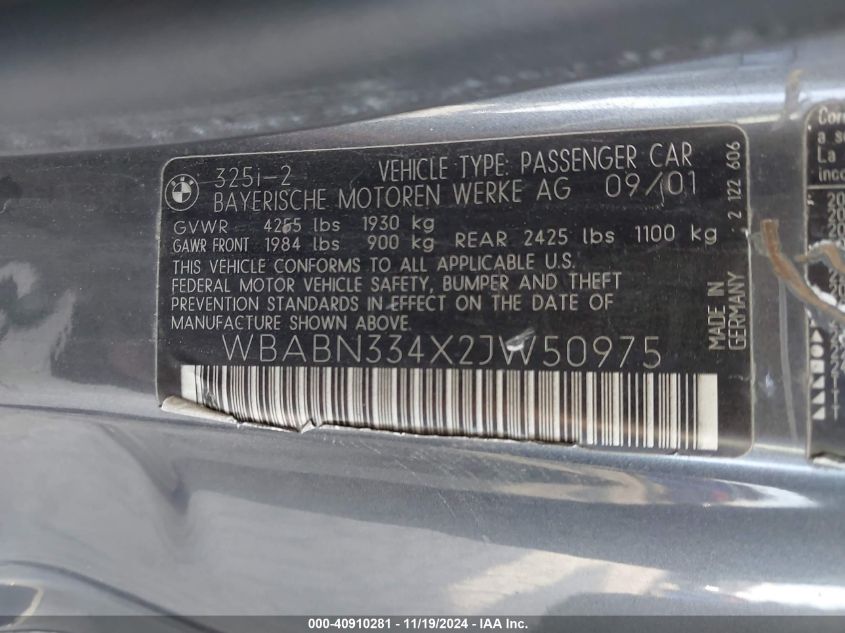 325i-2 VEHICLE TYPE: PASSENGER CAR
BAYERISCHE MOTOREN WERKE AG 09/01
GVWR 4255 lbs 1930 kg
GAWR FRONT 1984 lbs 900 kg REAR 2425 lbs 1100 kg
THIS VEHICLE CONFORMS TO ALL APPLICABLE U.S.
FEDERAL MOTOR VEHICLE SAFETY, BUMPER AND THEFT
PREVENTION STANDARDS IN EFFECT ON THE DATE OF
MANUFACTURE SHOWN ABOVE.
WBABN334X2JW50975
MADE IN
GERMANY
2 122 606
a
La
000-40910281 - 11/19/2024 - IAA Inc.